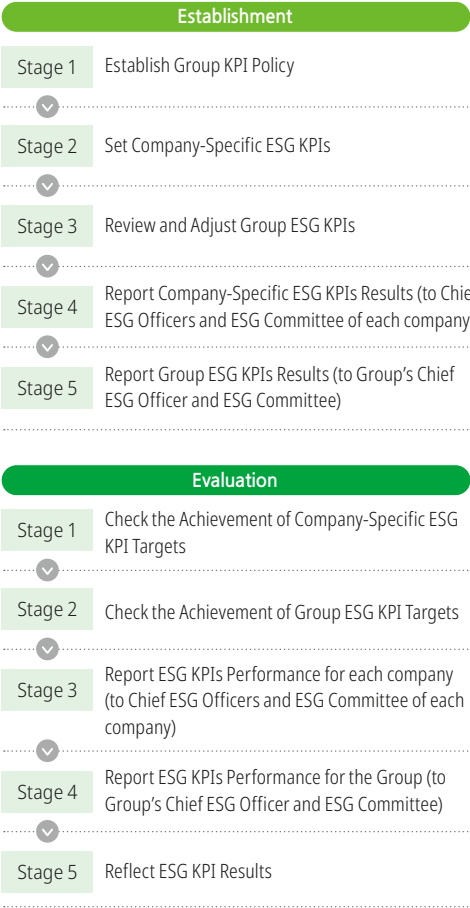 Establishment
Stage 1
Establish Group KPI Policy
Stage 2
Set Company-Specific ESG KPIs
Stage 3
Review and Adjust Group ESG KPIs
Stage 4
Report Company-Specific ESG KPIs Results (to Chie
ESG Officers and ESG Committee of each company
Stage 5
Report Group ESG KPIs Results (to Group's Chief
ESG Officer and ESG Committee)
Evaluation
Stage 1
Check the Achievement of Company-Specific ESG
KPI Targets
Stage 2
Check the Achievement of Group ESG KPI Targets
Stage 3
Report ESG KPIs Performance for each company
(to Chief ESG Officers and ESG Committee of each
company)
Stage 4
Report ESG KPIs Performance for the Group (to
Group's Chief ESG Officer and ESG Committee)
Stage 5
Reflect ESG KPI Results